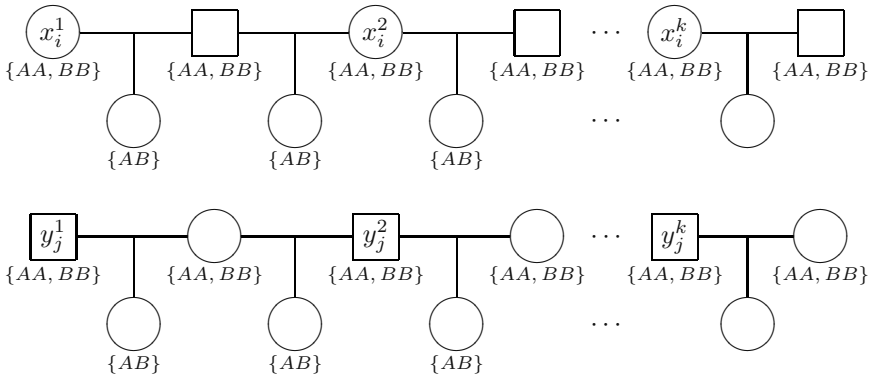 x_i^1 x_i^2 ··· x_i^k
{AA, BB} {AA, BB} {AA, BB} {AA, BB} {AA, BB} {AA, BB}
···
{AB} {AB} {AB}
y_j^1 y_j^2 ··· y_j^k
{AA, BB} {AA, BB} {AA, BB} {AA, BB} {AA, BB} {AA, BB}
···
{AB} {AB} {AB}